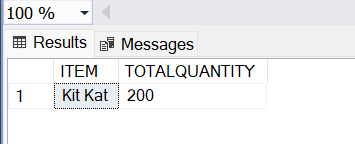 100 %
Results Messages
ITEM TOTALQUANTITY
1 Kit Kat 200